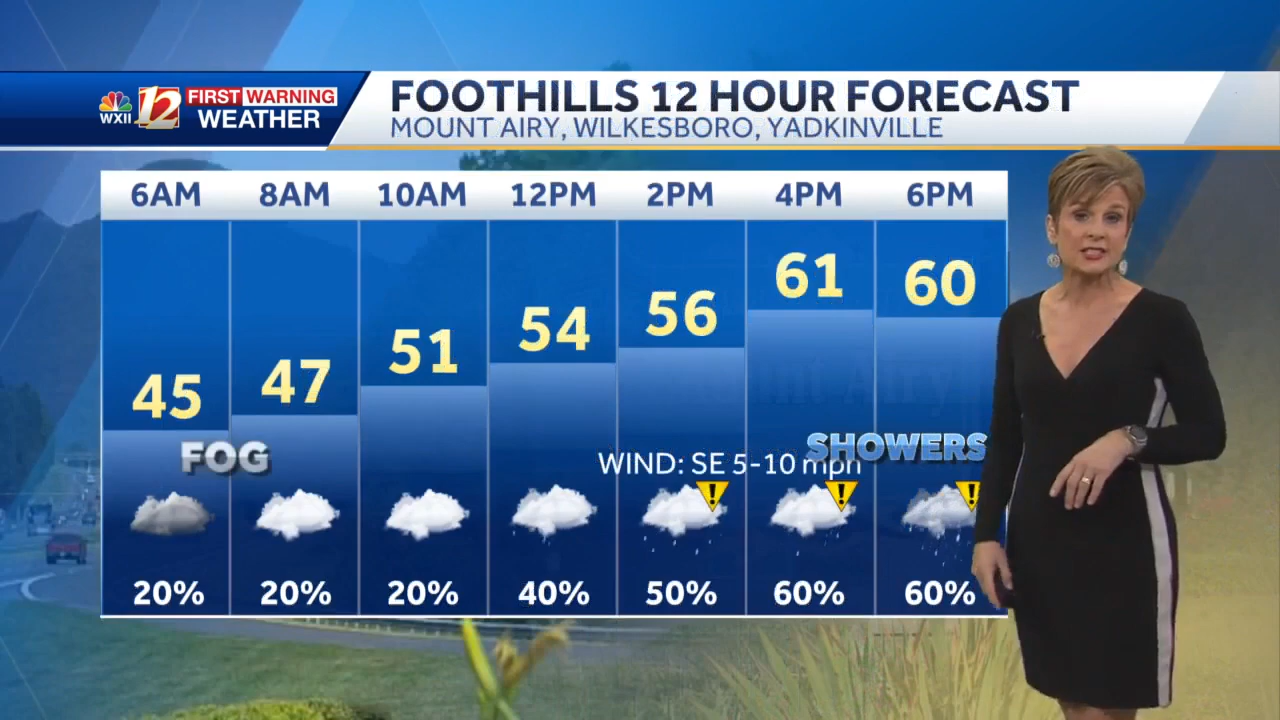 WXII 12 FIRST WARNING WEATHER
FOOTHILLS 12 HOUR FORECAST
MOUNT AIRY, WILKESBORO, YADKINVILLE
6AM 8AM 10AM 12PM 2PM 4PM 6PM
45 47 51 54 56 61 60
FOG
SHOWERS
WIND: SE 5-10 mph
! ! !
20% 20% 20% 40% 50% 60% 60%